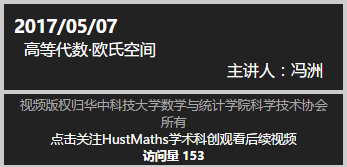 2017/05/07
高等代数·欧氏空间
主讲人：冯洲
视频版权归华中科技大学数学与统计学院科学技术协会
所有
点击关注HustMaths学术科创观看后续视频
访问量 153